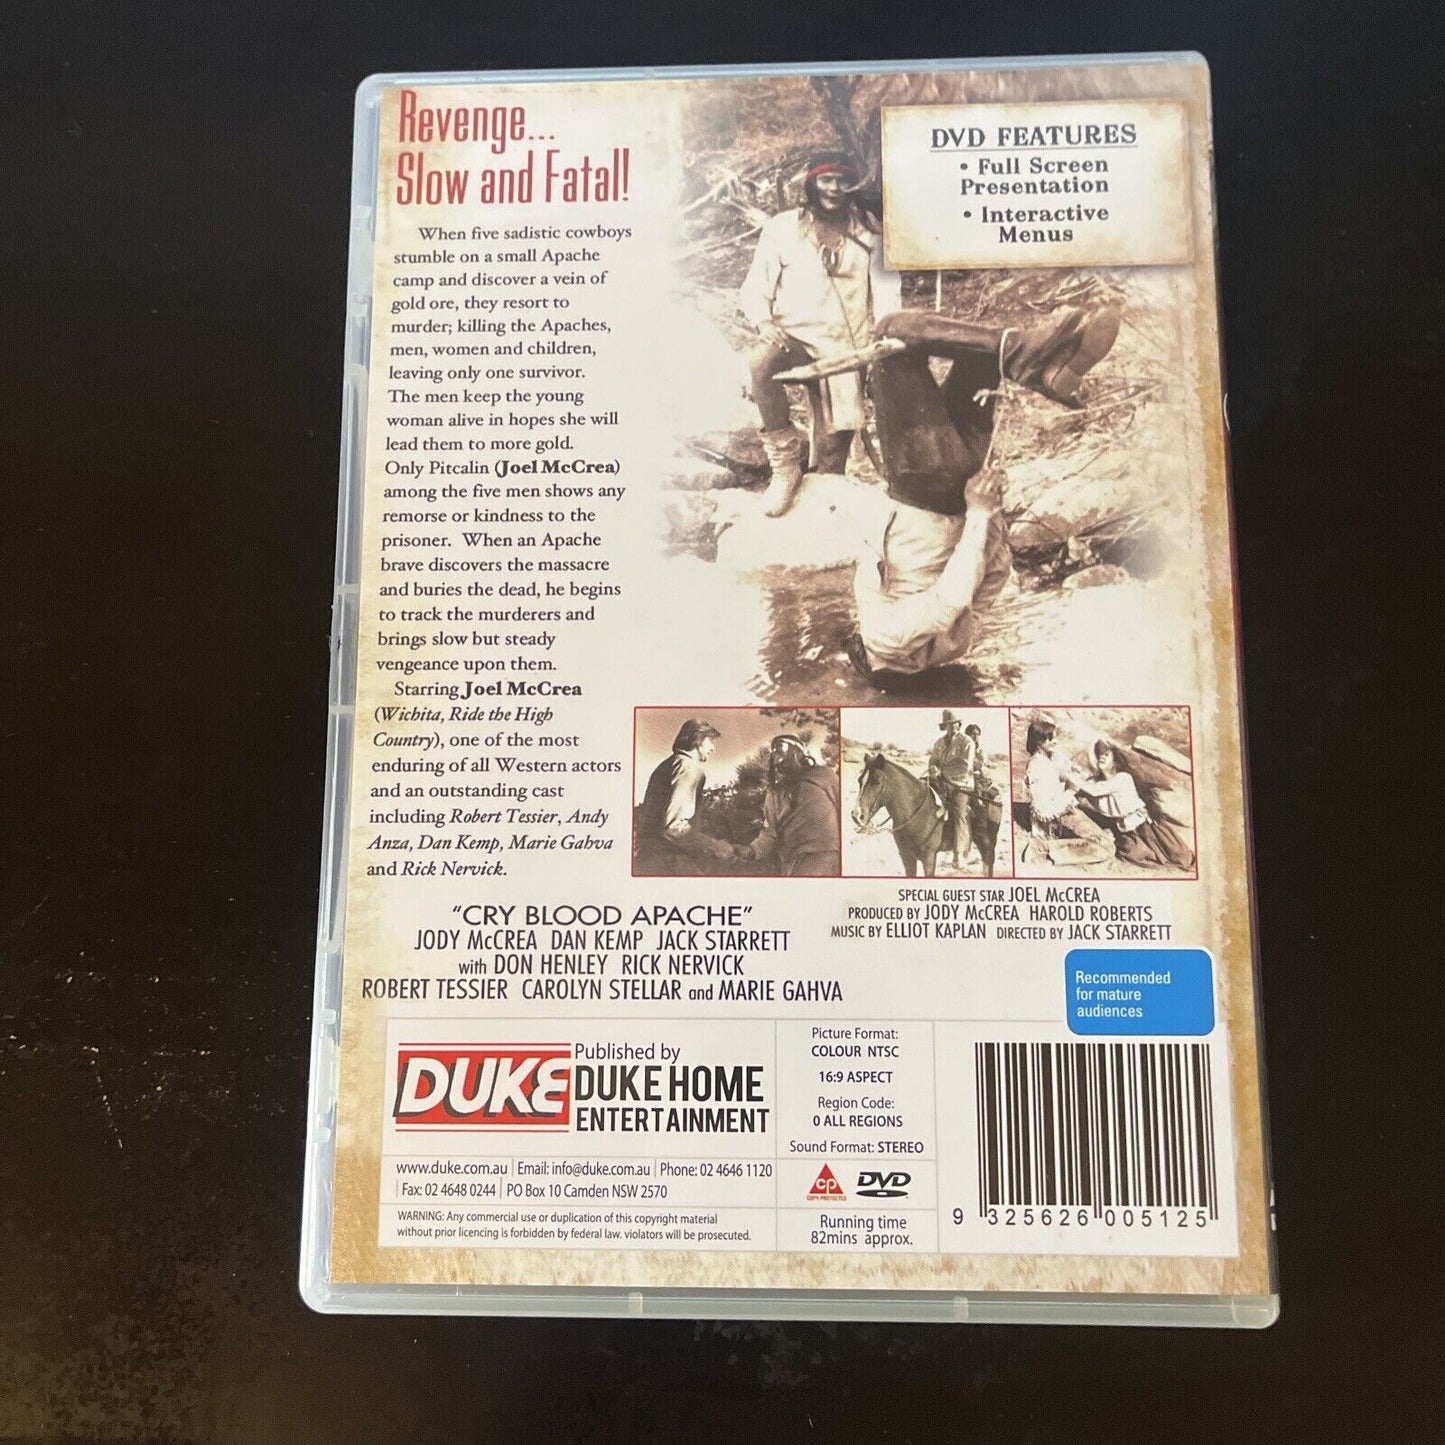 Revenge...
Slow and Fatal!
When five sadistic cowboys
stumble on a small Apache
camp and discover a vein of
gold ore, they resort to
murder; killing the Apaches,
men, women and children,
leaving only one survivor.
The men keep the young
woman alive in hopes she will
lead them to more gold.
Only Pitcalin (Joel McCrea)
among the five men shows any
remorse or kindness to the
prisoner. When an Apache
brave discovers the massacre
and buries the dead, he begins
to track the murderers and
brings slow but steady
vengeance upon them.
Starring Joel McCrea
(Wichita, Ride the High
Country), one of the most
enduring of all Western actors
and an outstanding cast
including Robert Tessier, Andy
Anza, Dan Kemp, Marie Gahva
and Rick Nervick.
DVD FEATURES
• Full Screen
Presentation
• Interactive
Menus
"CRY BLOOD APACHE"
JODY McCREA DAN KEMP JACK STARRETT
with DON HENLEY RICK NERVICK
ROBERT TESSIER CAROLYN STELLAR and MARIE GAHVA
SPECIAL GUEST STAR JOEL McCREA
PRODUCED BY JODY McCREA HAROLD ROBERTS
MUSIC BY ELLIOT KAPLAN DIRECTED BY JACK STARRETT
Recommended
for mature
audiences
DUKE
Published by
DUKE HOME
ENTERTAINMENT
www.duke.com.au | Email: info@duke.com.au | Phone: 02 4646 1120
| Fax: 02 4648 0244 | PO Box 10 Camden NSW 2570
WARNING: Any commercial use or duplication of this copyright material
without prior licencing is forbidden by federal law. violators will be prosecuted.
Picture Format:
COLOUR NTSC
16:9 ASPECT
Region Code:
0 ALL REGIONS
Sound Format: STEREO
cp
COPY PROTECTED
DVD
Running time
82mins approx.
9 325626 005125